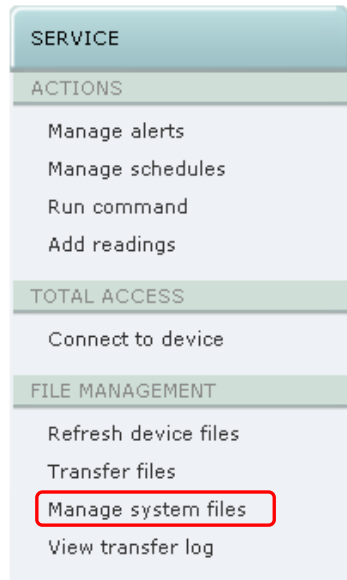 SERVICE
ACTIONS
Manage alerts
Manage schedules
Run command
Add readings
TOTAL ACCESS
Connect to device
FILE MANAGEMENT
Refresh device files
Transfer files
Manage system files
View transfer log